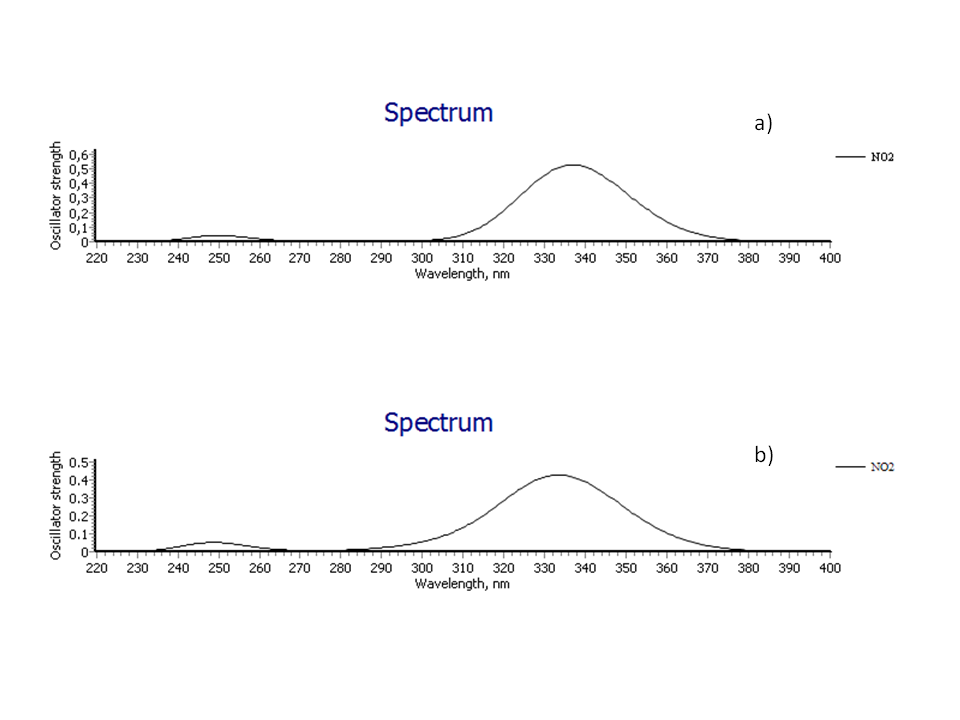 Spectrum
a)
Oscillator strength
0,6
0,5
0,4
0,3
0,2
0,1
0
NO2
220 230 240 250 260 270 280 290 300 310 320 330 340 350 360 370 380 390 400
Wavelength, nm
Spectrum
b)
Oscillator strength
0.5
0.4
0.3
0.2
0.1
0
NO2
220 230 240 250 260 270 280 290 300 310 320 330 340 350 360 370 380 390 400
Wavelength, nm